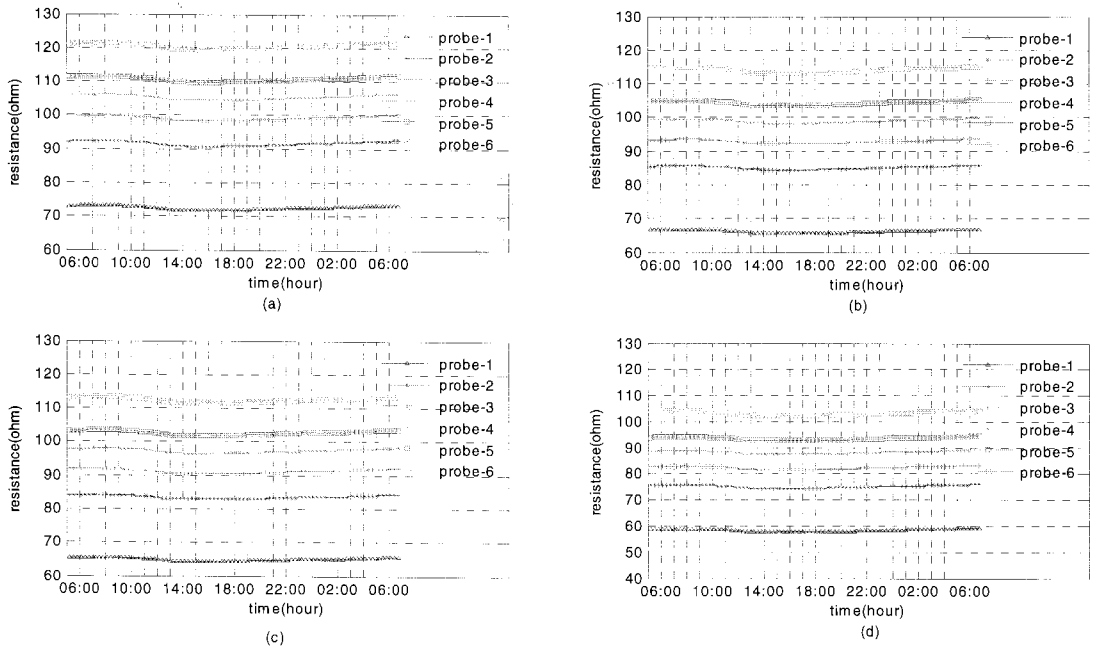 130
120
110
100
90
80
70
60
resistance(ohm)
06:00 10:00 14:00 18:00 22:00 02:00 06:00
time(hour)
probe-1
probe-2
probe-3
probe-4
probe-5
probe-6
(a)
130
120
110
100
90
80
70
60
resistance(ohm)
06:00 10:00 14:00 18:00 22:00 02:00 06:00
time(hour)
probe-1
probe-2
probe-3
probe-4
probe-5
probe-6
(b)
130
120
110
100
90
80
70
60
resistance(ohm)
06:00 10:00 14:00 18:00 22:00 02:00 06:00
time(hour)
probe-1
probe-2
probe-3
probe-4
probe-5
probe-6
(c)
130
120
110
100
90
80
70
60
50
40
resistance(ohm)
06:00 10:00 14:00 18:00 22:00 02:00 06:00
time(hour)
probe-1
probe-2
probe-3
probe-4
probe-5
probe-6
(d)